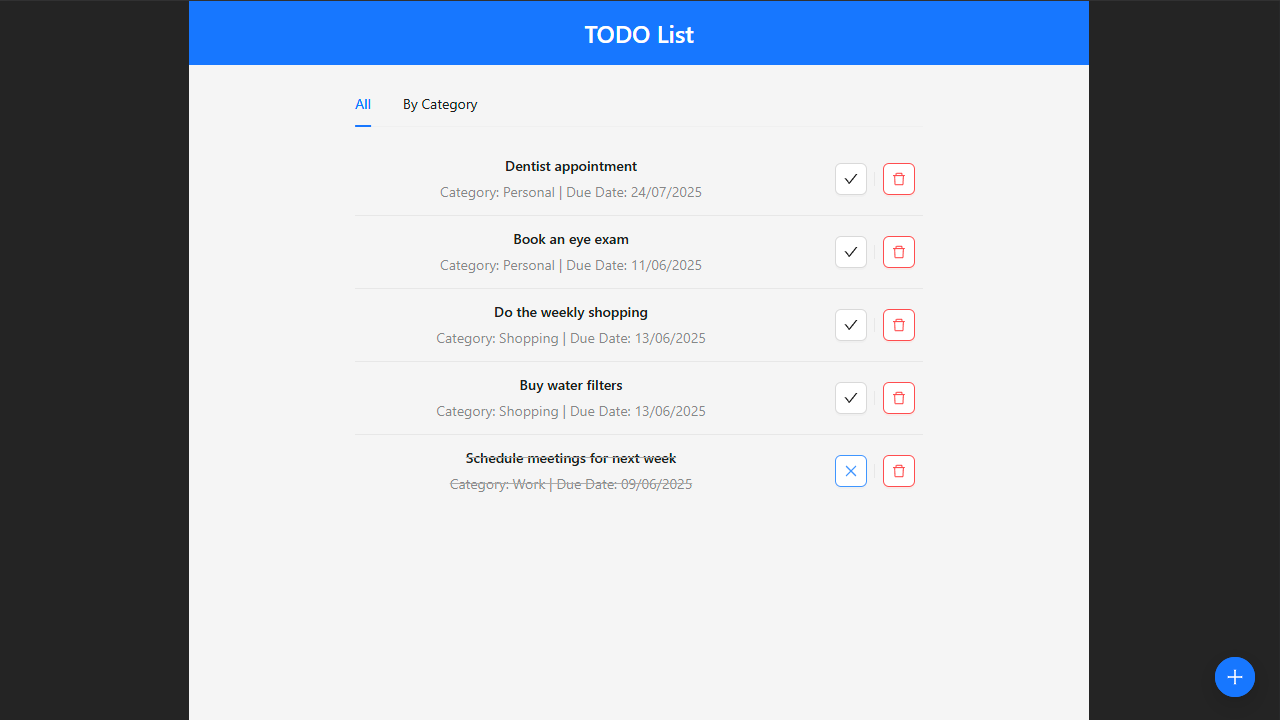 TODO List
All
By Category
Dentist appointment
Category: Personal | Due Date: 24/07/2025
Book an eye exam
Category: Personal | Due Date: 11/06/2025
Do the weekly shopping
Category: Shopping | Due Date: 13/06/2025
Buy water filters
Category: Shopping | Due Date: 13/06/2025
Schedule meetings for next week
Category: Work | Due Date: 09/06/2025